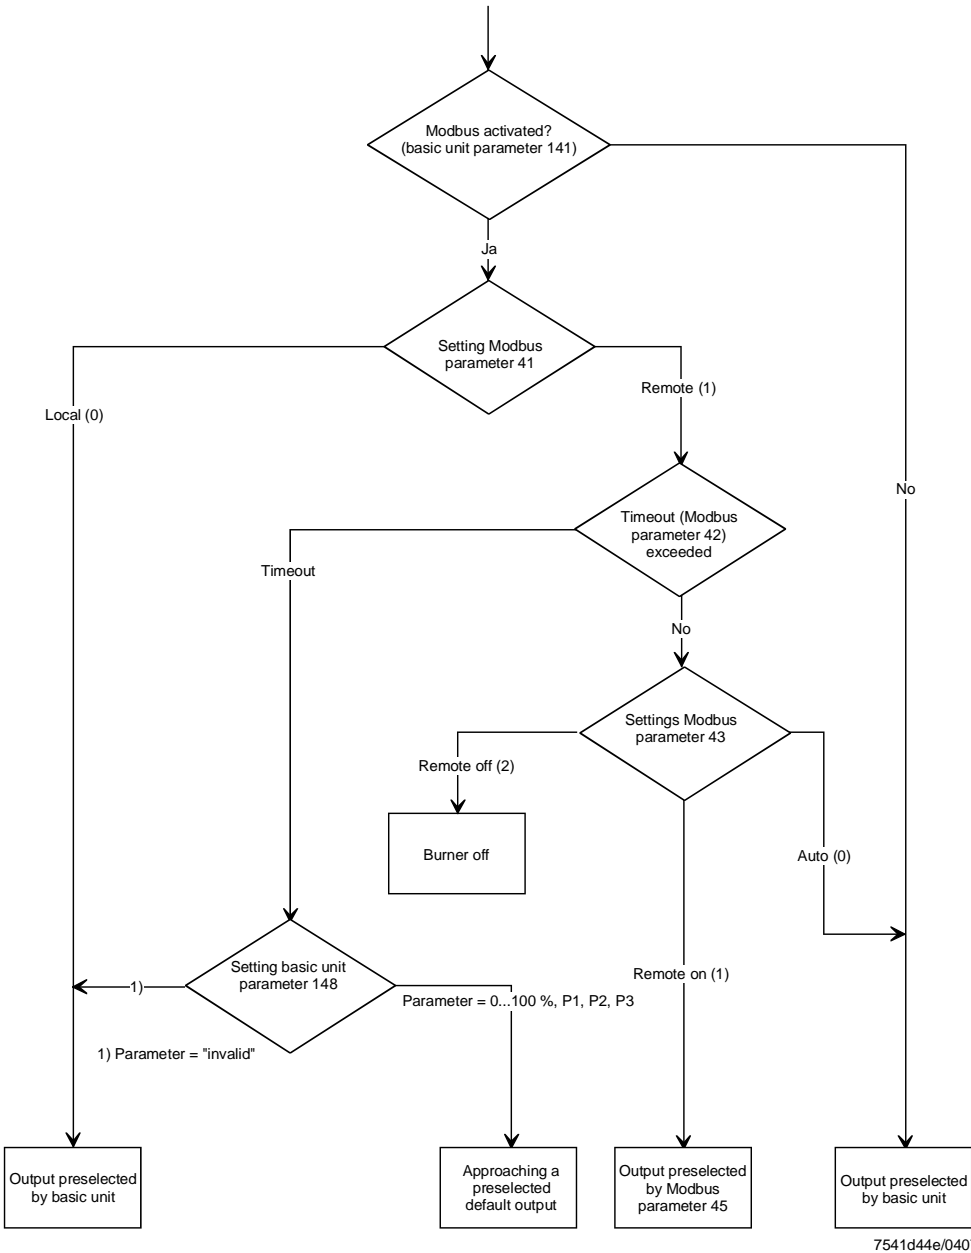 Modbus activated?
(basic unit parameter 141)
Ja
Setting Modbus
parameter 41
Remote (1)
Local (0)
No
Timeout (Modbus
parameter 42)
exceeded
Timeout
No
Settings Modbus
parameter 43
Remote off (2)
Burner off
Auto (0)
Setting basic unit
parameter 148
Remote on (1)
1)
Parameter = 0...100 %, P1, P2, P3
1) Parameter = "invalid"
Output preselected
by basic unit
Approaching a
preselected
default output
Output preselected
by Modbus
parameter 45
Output preselected
by basic unit
7541d44e/040